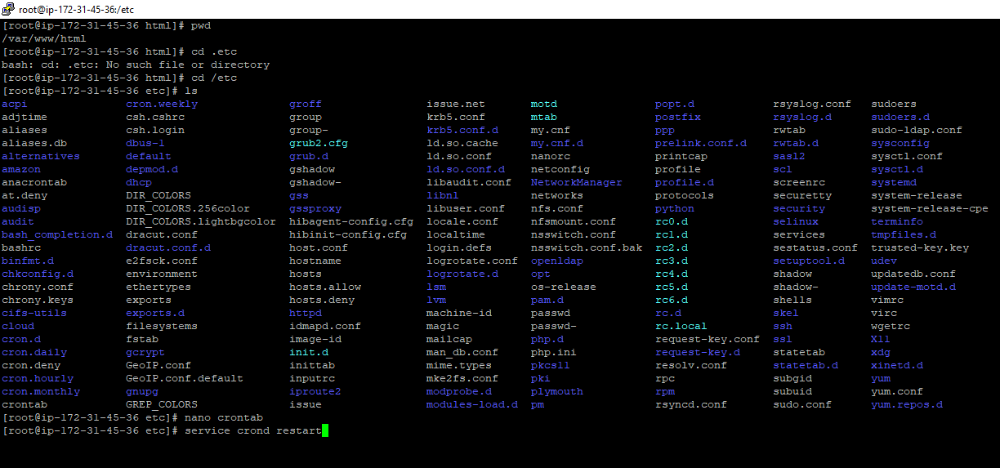 root@ip-172-31-45-36:/etc
[root@ip-172-31-45-36 html]# pwd
/var/www/html
[root@ip-172-31-45-36 html]# cd .etc
bash: cd: .etc: No such file or directory
[root@ip-172-31-45-36 html]# cd /etc
[root@ip-172-31-45-36 etc]# ls
acpi cron.weekly groff issue.net motd popt.d rsyslog.conf sudoers
adjtime csh.cshrc group krb5.conf mtab postfix rsyslog.d sudoers.d
aliases csh.login group- krb5.conf.d my.cnf ppp rwtab sudo-ldap.conf
aliases.db dbus-1 grub2.cfg ld.so.cache my.cnf.d prelink.conf.d rwtab.d sysconfig
alternatives default grub.d ld.so.conf nanorc printcap sasl2 sysctl.conf
amazon depmod.d gshadow ld.so.conf.d netconfig profile scl sysctl.d
anacrontab dhcp gshadow- libaudit.conf NetworkManager profile.d screenrc systemd
at.deny DIR_COLORS gss libnl networks protocols securetty system-release
audisp DIR_COLORS.256color gssproxy libuser.conf nfs.conf python security system-release-cpe
audit DIR_COLORS.lightbgcolor hibagent-config.cfg locale.conf nfsmount.conf rc0.d selinux terminfo
bash_completion.d dracut.conf hibinit-config.cfg localtime nsswitch.conf rc1.d services tmpfiles.d
bashrc dracut.conf.d host.conf login.defs nsswitch.conf.bak rc2.d sestatus.conf trusted-key.key
binfmt.d e2fsck.conf hostname logrotate.conf openldap rc3.d setuptool.d udev
chkconfig.d environment hosts logrotate.d opt rc4.d shadow updatedb.conf
chrony.conf ethertypes hosts.allow lsm os-release rc5.d shadow- update-motd.d
chrony.keys exports hosts.deny lvm pam.d rc6.d shells vimrc
cifs-utils exports.d httpd machine-id passwd rc.d skel virc
cloud filesystems idmapd.conf magic passwd- rc.local ssh wgetrc
cron.d fstab image-id mailcap php.d request-key.conf ssl X11
cron.daily gcrypt init.d man_db.conf php.ini request-key.d statetab xdg
cron.deny GeoIP.conf inittab mime.types pkcs11 resolv.conf statetab.d xinetd.d
cron.hourly GeoIP.conf.default inputrc mke2fs.conf pki rpc subgid yum
cron.monthly gnupg iproute2 modprobe.d plymouth rpm subuid yum.conf
crontab GREP_COLORS issue modules-load.d pm rsyncd.conf sudo.conf yum.repos.d
[root@ip-172-31-45-36 etc]# nano crontab
[root@ip-172-31-45-36 etc]# service crond restart